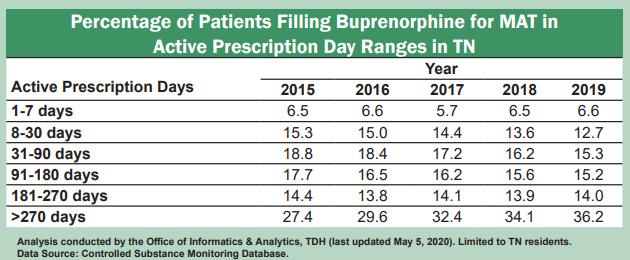 Percentage of Patients Filling Buprenorphine for MAT in
Active Prescription Day Ranges in TN
Year
Active Prescription Days 2015 2016 2017 2018 2019
1-7 days 6.5 6.6 5.7 6.5 6.6
8-30 days 15.3 15.0 14.4 13.6 12.7
31-90 days 18.8 18.4 17.2 16.2 15.3
91-180 days 17.7 16.5 16.2 15.6 15.2
181-270 days 14.4 13.8 14.1 13.9 14.0
>270 days 27.4 29.6 32.4 34.1 36.2
Analysis conducted by the Office of Informatics & Analytics, TDH (last updated May 5, 2020). Limited to TN residents.
Data Source: Controlled Substance Monitoring Database.